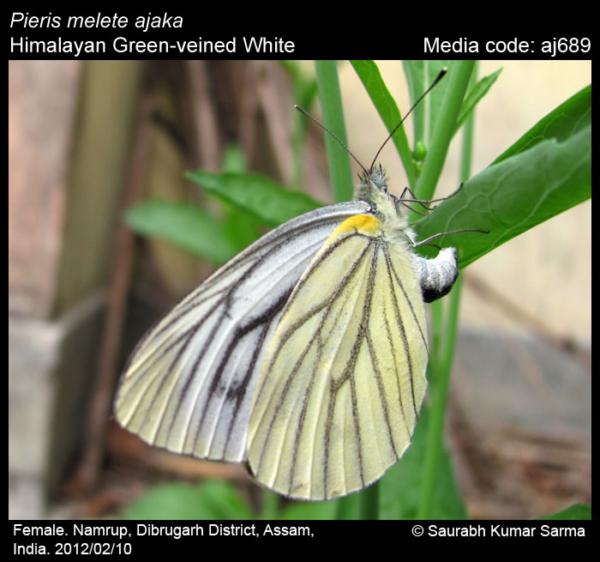 Pieris melete ajaka
Himalayan Green-veined White Media code: aj689
Female. Namrup, Dibrugarh District, Assam, © Saurabh Kumar Sarma
India. 2012/02/10